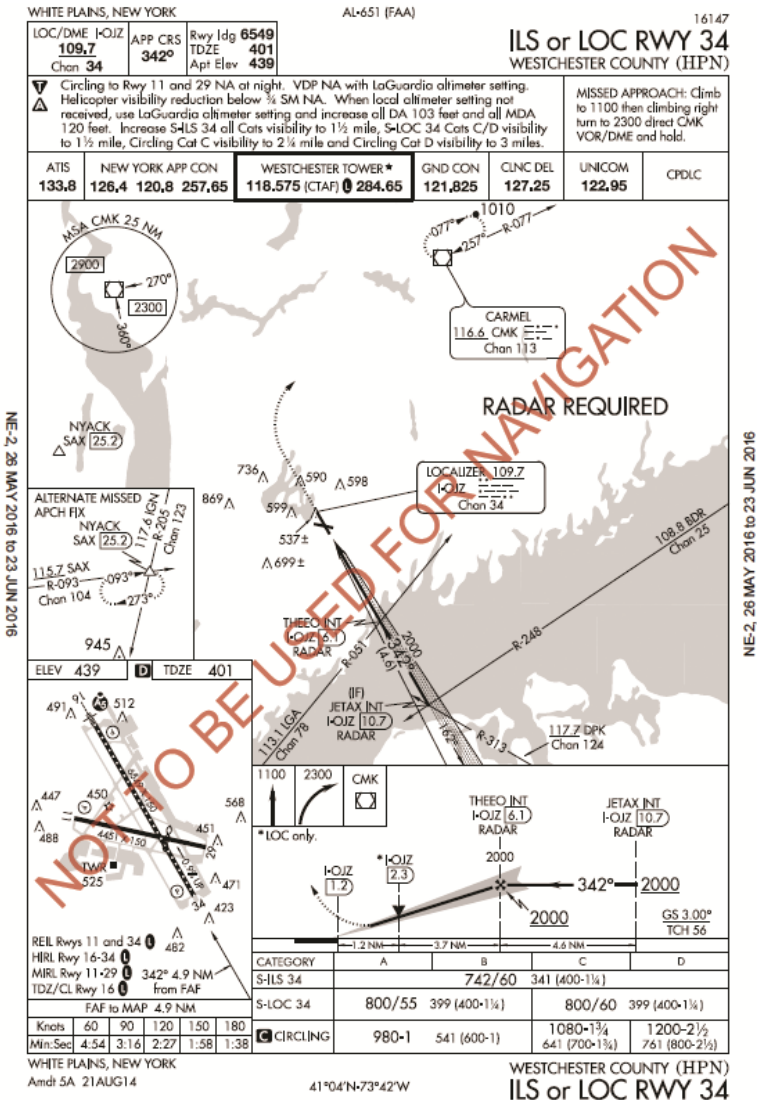 WHITE PLAINS, NEW YORK
AL-651 (FAA)
16147
LOC/DME I-OJZ
109.7
Chan 34
APP CRS
342°
Rwy ldg 6549
TDZE 401
Apt Elev 439
ILS or LOC RWY 34
WESTCHESTER COUNTY (HPN)
T
A
Circling to Rwy 11 and 29 NA at night. VDP NA with LaGuardia altimeter setting.
Helicopter visibility reduction below ¾ SM NA. When local altimeter setting not
received, use LaGuardia altimeter setting and increase all DA 103 feet and all MDA
120 feet. Increase S-ILS 34 all Cats visibility to 1½ mile, S-LOC 34 Cats C/D visibility
to 1½ mile, Circling Cat C visibility to 2¼ mile and Circling Cat D visibility to 3 miles.
MISSED APPROACH: Climb
to 1100 then climbing right
turn to 2300 direct CMK
VOR/DME and hold.
ATIS
133.8
NEW YORK APP CON
126.4 120.8 257.65
WESTCHESTER TOWER★
118.575 (CTAF) L 284.65
GND CON
121.825
CLNC DEL
127.25
UNICOM
122.95
CPDLC
MSA CMK 25 NM
2900
270°
2300
360°
1010
077°
257°
R-077
CARMEL
116.6 CMK
Chan 113
RADAR REQUIRED
NOT TO BE USED FOR NAVIGATION
NYACK
SAX 25.2
736
590
598
869
599
537±
699±
LOCALIZER 109.7
I-OJZ
Chan 34
ALTERNATE MISSED
APCH FIX
NYACK
SAX 25.2
117.6 IGN
R-205
Chan 123
115.7 SAX
R-093
Chan 104
093°
273°
945
108.8 BDR
Chan 25
R-248
THEEO INT
I-OJZ 6.1
RADAR
R-051
2000
342°
(4.6)
(IF)
JETAX INT
I-OJZ 10.7
RADAR
113.1 LGA
Chan 78
162°
R-313
117.7 DPK
Chan 124
NE-2, 26 MAY 2016 to 23 JUN 2016
NE-2, 26 MAY 2016 to 23 JUN 2016
ELEV 439
D
TDZE 401
491
16
A5
512
6549 X 150
447
450
568
11
488
4451 X 150
451
29
TWR
525
0.9% UP
471
34
423
482
REIL Rwys 11 and 34 L
HIRL Rwy 16-34 L
MIRL Rwy 11-29 L
TDZ/CL Rwy 16 L
342° 4.9 NM
from FAF
FAF to MAP 4.9 NM
Knots 60 90 120 150 180
Min:Sec 4:54 3:16 2:27 1:58 1:38
1100
2300
CMK
*LOC only.
I-OJZ
1.2
*I-OJZ
2.3
THEEO INT
I-OJZ 6.1
RADAR
2000
JETAX INT
I-OJZ 10.7
RADAR
342°
2000
2000
GS 3.00°
TCH 56
1.2 NM
3.7 NM
4.6 NM
CATEGORY A B C D
S-ILS 34 742/60 341 (400-1¼)
S-LOC 34 800/55 399 (400-1¼) 800/60 399 (400-1¼)
C CIRCLING 980-1 541 (600-1) 1080-1¾ 641 (700-1¾) 1200-2½ 761 (800-2½)
WHITE PLAINS, NEW YORK
Amdt 5A 21AUG14
41°04'N-73°42'W
WESTCHESTER COUNTY (HPN)
ILS or LOC RWY 34